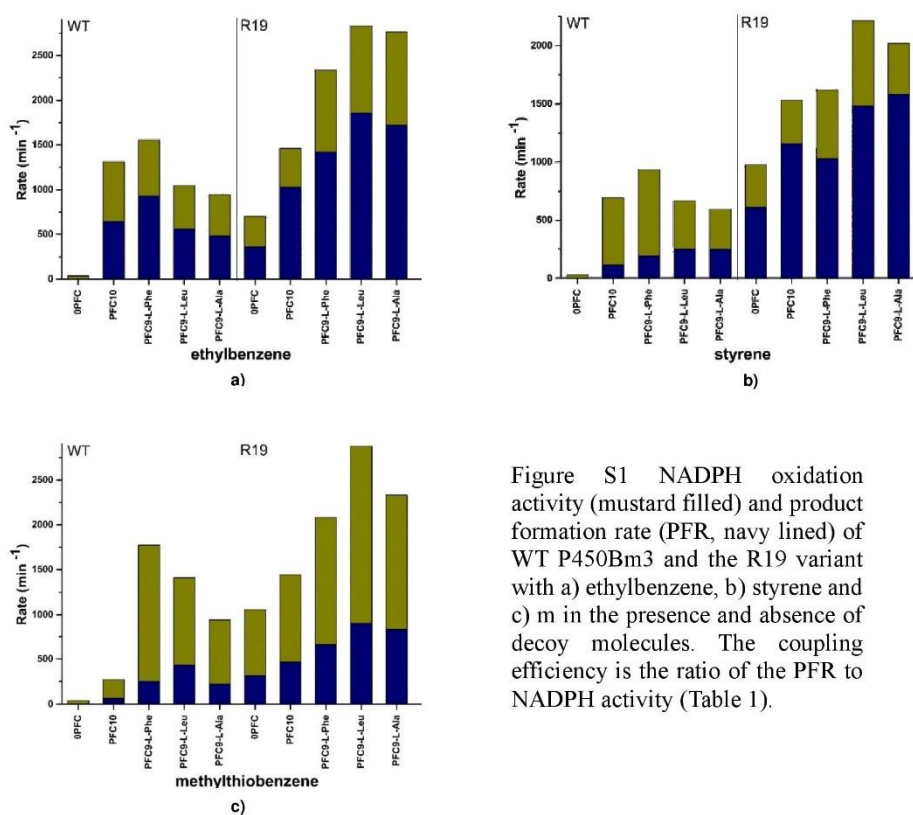 WT
R19
2500
2000
1500
1000
500
0
Rate (min -1)
0PFC
PFC10
PFC9-L-Phe
PFC9-L-Leu
PFC9-L-Ala
0PFC
PFC10
PFC9-L-Phe
PFC9-L-Leu
PFC9-L-Ala
ethylbenzene
a)
WT
R19
2000
1500
1000
500
0
Rate (min -1)
0PFC
PFC10
PFC9-L-Phe
PFC9-L-Leu
PFC9-L-Ala
0PFC
PFC10
PFC9-L-Phe
PFC9-L-Leu
PFC9-L-Ala
styrene
b)
WT
R19
2500
2000
1500
1000
500
0
Rate (min -1)
0PFC
PFC10
PFC9-L-Phe
PFC9-L-Leu
PFC9-L-Ala
0PFC
PFC10
PFC9-L-Phe
PFC9-L-Leu
PFC9-L-Ala
methylthiobenzene
c)
Figure S1 NADPH oxidation
activity (mustard filled) and product
formation rate (PFR, navy lined) of
WT P450Bm3 and the R19 variant
with a) ethylbenzene, b) styrene and
c) m in the presence and absence of
decoy molecules. The coupling
efficiency is the ratio of the PFR to
NADPH activity (Table 1).